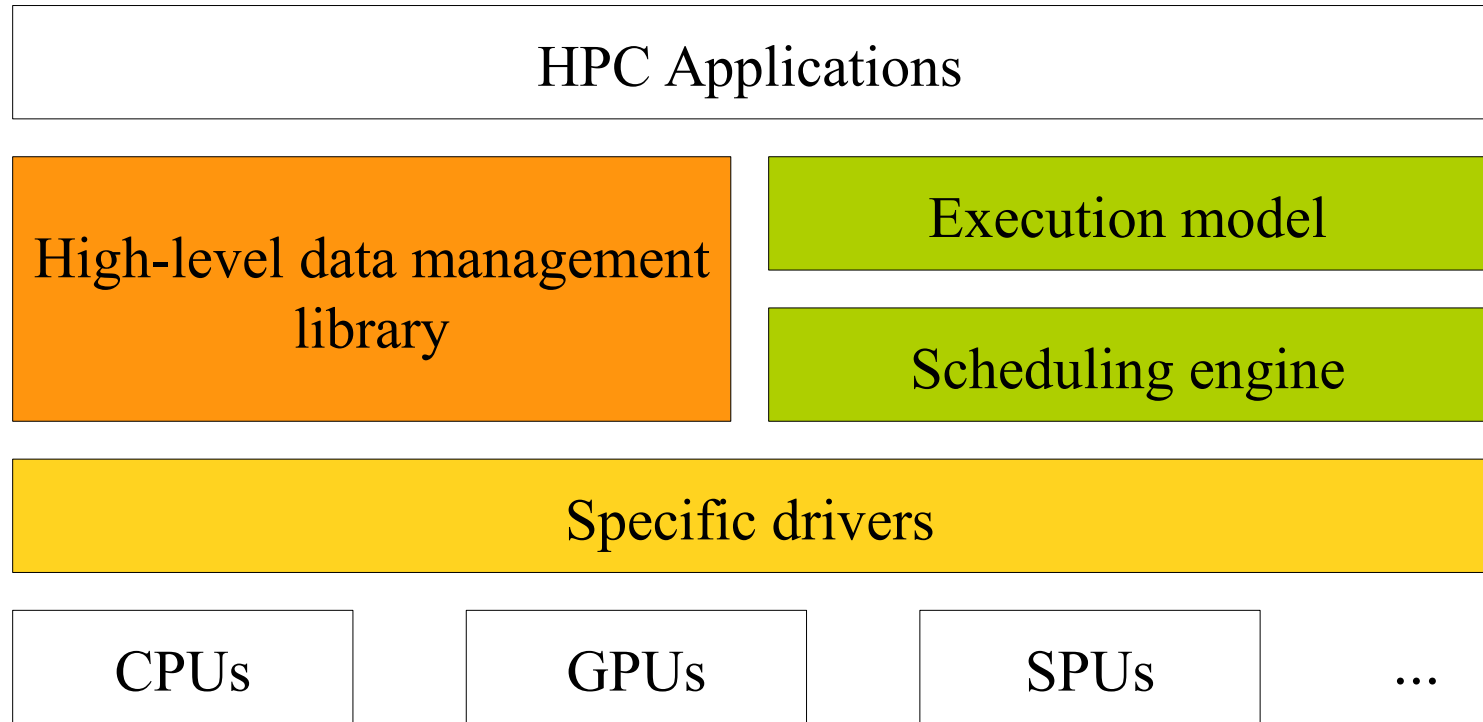 HPC Applications
High-level data management
library
Execution model
Scheduling engine
Specific drivers
CPUs
GPUs
SPUs
...